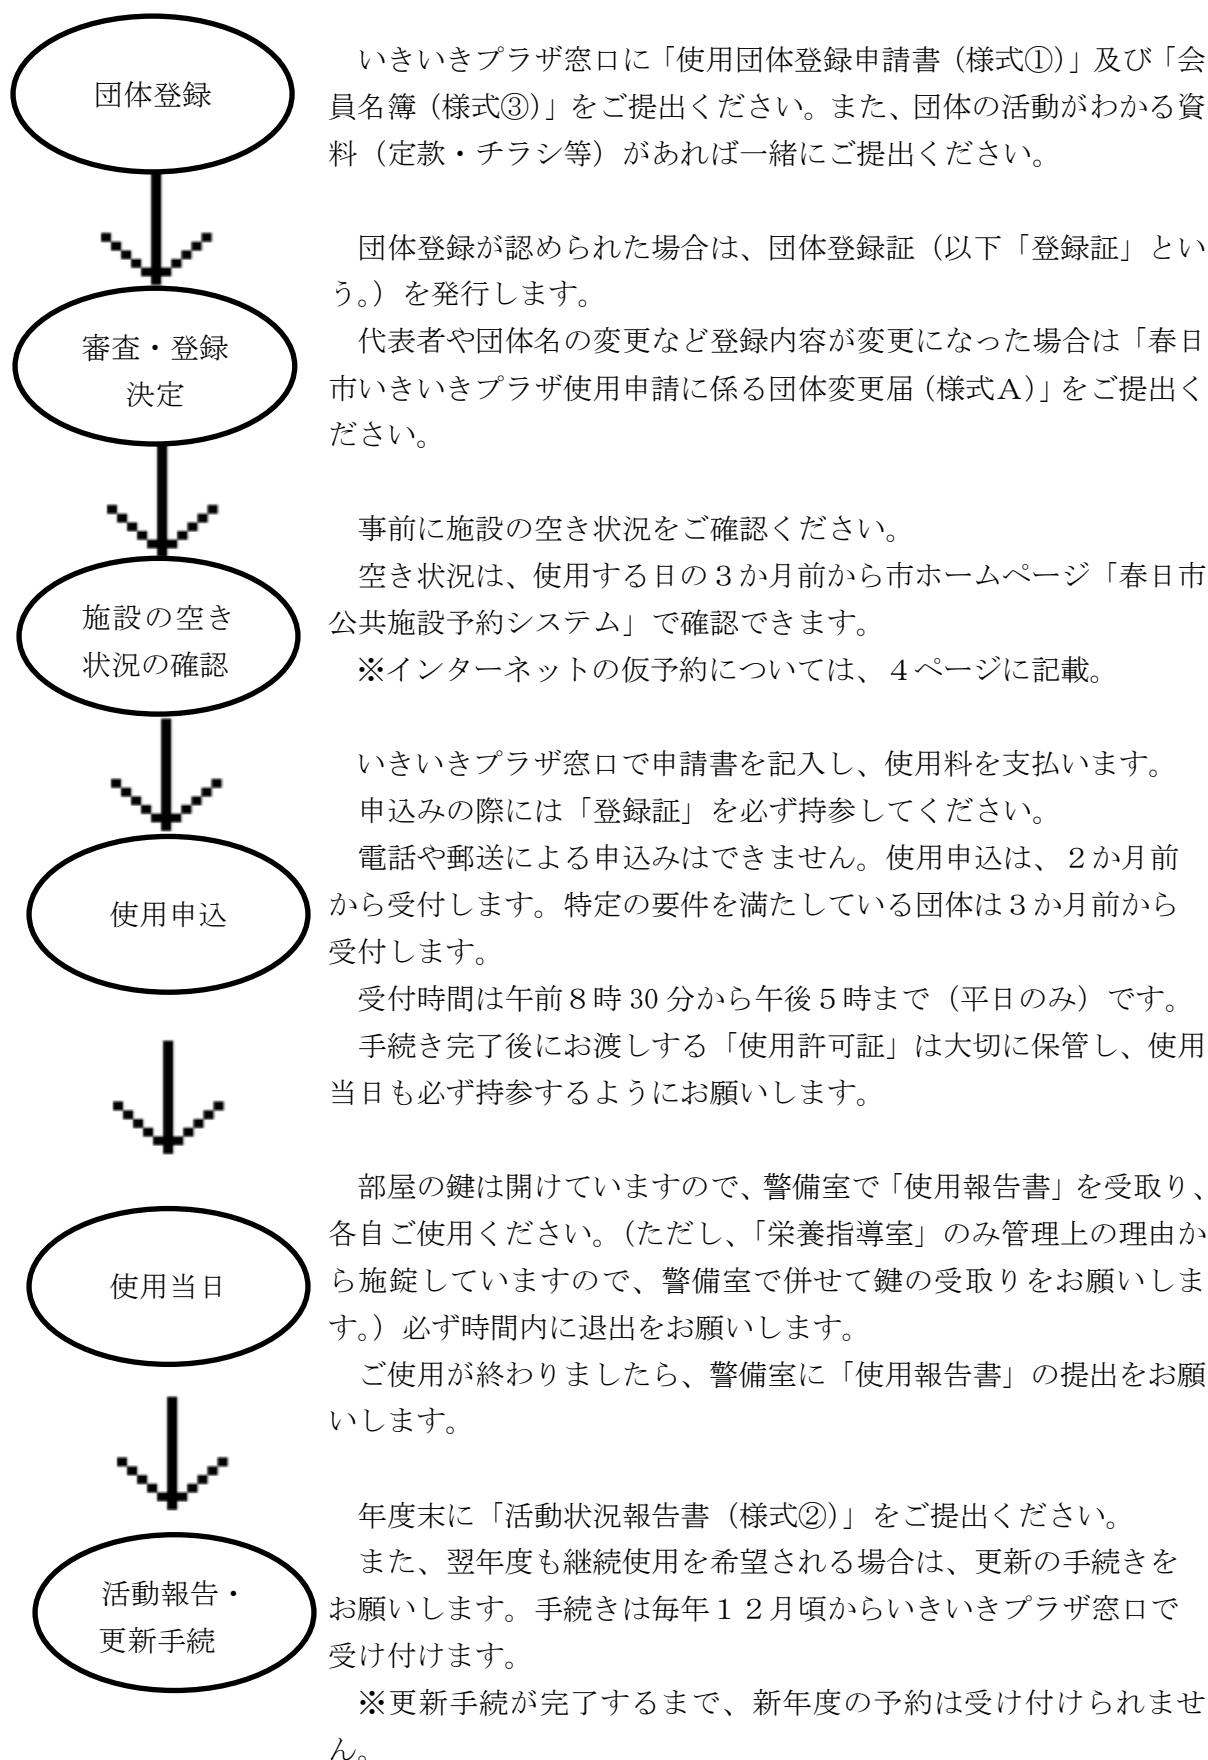 団体登録
いきいきプラザ窓口に「使用団体登録申請書（様式①）」及び「会
員名簿（様式③）」をご提出ください。また、団体の活動がわかる資
料（定款・チラシ等）があれば一緒にご提出ください。
審査・登録
決定
団体登録が認められた場合は、団体登録証（以下「登録証」とい
う。）を発行します。
代表者や団体名の変更など登録内容が変更になった場合は「春日
市いきいきプラザ使用申請に係る団体変更届（様式Ａ）」をご提出く
ださい。
施設の空き
状況の確認
事前に施設の空き状況をご確認ください。
空き状況は、使用する日の３か月前から市ホームページ「春日市
公共施設予約システム」で確認できます。
※インターネットの仮予約については、４ページに記載。
使用申込
いきいきプラザ窓口で申請書を記入し、使用料を支払います。
申込みの際には「登録証」を必ず持参してください。
電話や郵送による申込みはできません。使用申込は、２か月前
から受付します。特定の要件を満たしている団体は３か月前から
受付します。
受付時間は午前８時 30 分から午後５時まで（平日のみ）です。
手続き完了後にお渡しする「使用許可証」は大切に保管し、使用
当日も必ず持参するようにお願いします。
使用当日
部屋の鍵は開けていますので、警備室で「使用報告書」を受取り、
各自ご使用ください。（ただし、「栄養指導室」のみ管理上の理由か
ら施錠していますので、警備室で併せて鍵の受取りをお願いしま
す。）必ず時間内に退出をお願いします。
ご使用が終わりましたら、警備室に「使用報告書」の提出をお願
いします。
活動報告・
更新手続
年度末に「活動状況報告書（様式②）」をご提出ください。
また、翌年度も継続使用を希望される場合は、更新の手続きを
お願いします。手続きは毎年１２月頃からいきいきプラザ窓口で
受け付けます。
※更新手続が完了するまで、新年度の予約は受け付けられませ
ん。